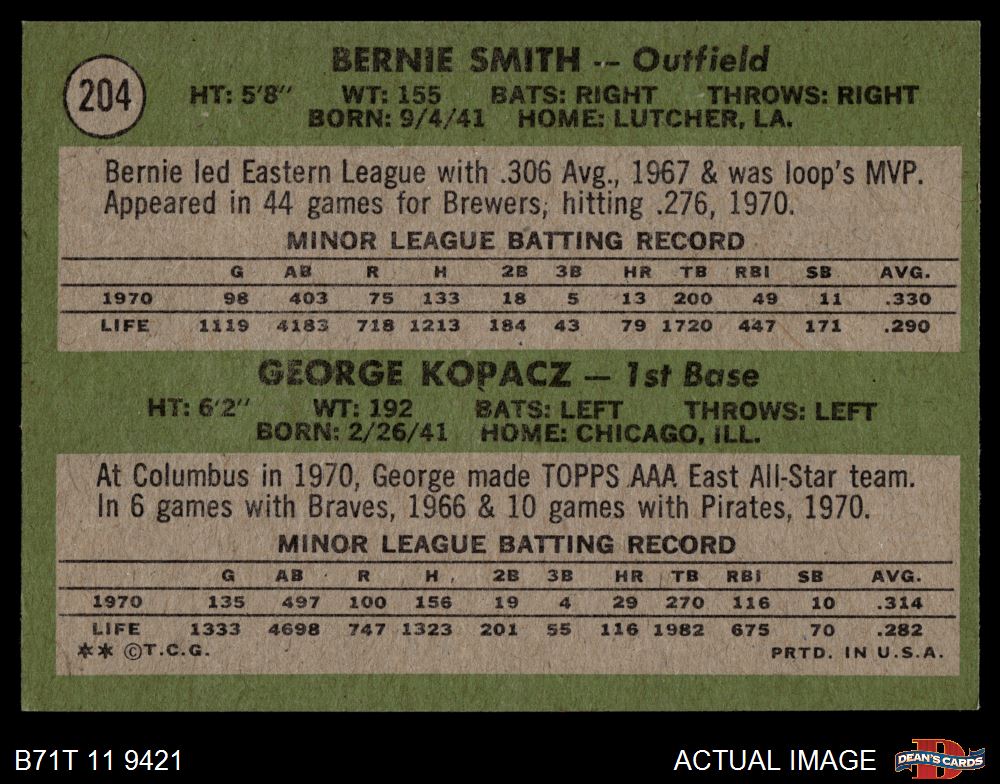 204
BERNIE SMITH -- Outfield
HT: 5'8" WT: 155 BATS: RIGHT THROWS: RIGHT
BORN: 9/4/41 HOME: LUTCHER, LA.
Bernie led Eastern League with .306 Avg., 1967 & was loop's MVP.
Appeared in 44 games for Brewers, hitting .276, 1970.
MINOR LEAGUE BATTING RECORD
G AB R H 2B 3B HR TB RBI SB AVG.
1970 98 403 75 133 18 5 13 200 49 11 .330
LIFE 1119 4183 718 1213 184 43 79 1720 447 171 .290
GEORGE KOPACZ — 1st Base
HT: 6'2" WT: 192 BATS: LEFT THROWS: LEFT
BORN: 2/26/41 HOME: CHICAGO, ILL.
At Columbus in 1970, George made TOPPS AAA East All-Star team.
In 6 games with Braves, 1966 & 10 games with Pirates, 1970.
MINOR LEAGUE BATTING RECORD
G AB R H 2B 3B HR TB RBI SB AVG.
1970 135 497 100 156 19 4 29 270 116 10 .314
LIFE 1333 4698 747 1323 201 55 116 1982 675 70 .282
** ©T.C.G. PRTD. IN U.S.A.
B71T 11 9421 ACTUAL IMAGE DEAN'S CARDS